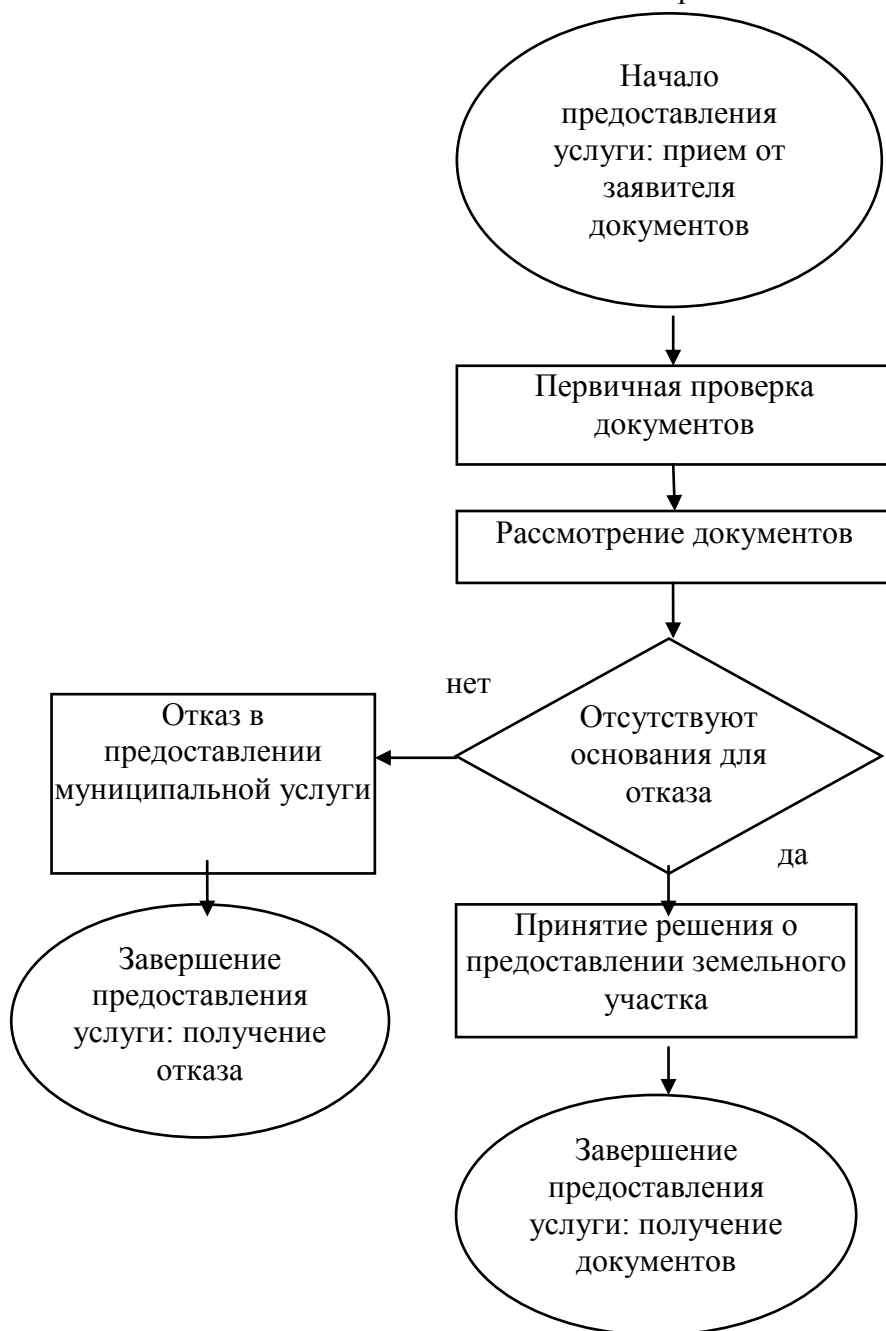 Начало
предоставления
услуги: прием от
заявителя
документов
Первичная проверка
документов
Рассмотрение документов
нет
Отсутствуют
основания для
отказа
да
Отказ в
предоставлении
муниципальной услуги
Завершение
предоставления
услуги: получение
отказа
Принятие решения о
предоставлении земельного
участка
Завершение
предоставления
услуги: получение
документов